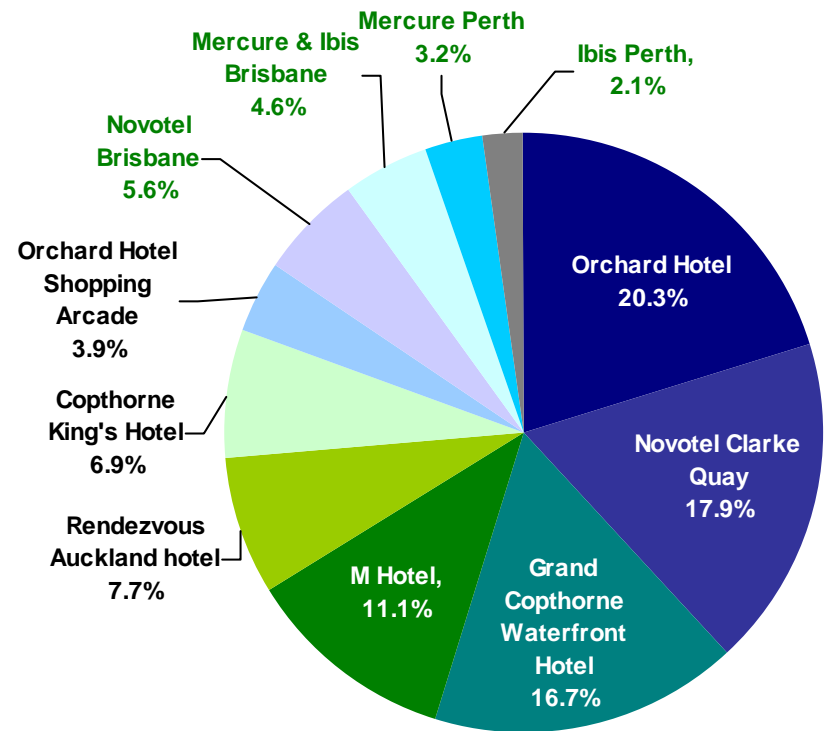 Mercure Perth
3.2%
Ibis Perth,
2.1%
Mercure & Ibis
Brisbane
4.6%
Novotel
Brisbane
5.6%
Orchard Hotel
Shopping
Arcade
3.9%
Copthorne
King's Hotel
6.9%
Rendezvous
Auckland hotel
7.7%
M Hotel,
11.1%
Grand
Copthorne
Waterfront
Hotel
16.7%
Novotel Clarke
Quay
17.9%
Orchard Hotel
20.3%